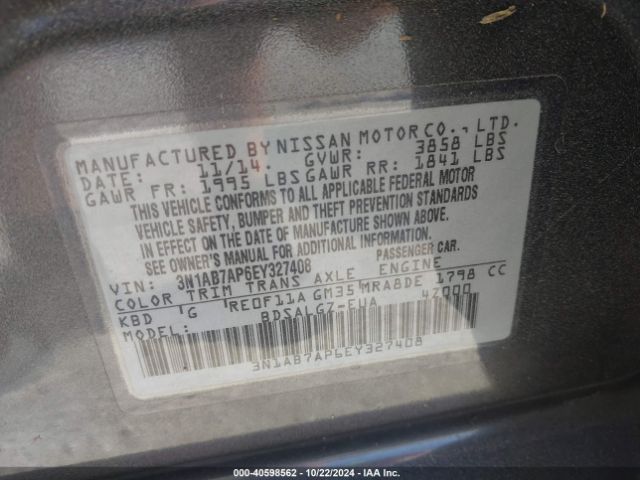 MANUFACTURED BY NISSAN MOTOR CO., LTD.
DATE: 11/14. GVWR: 3858 LBS
GAWR FR: 1995 LBS GAWR RR: 1841 LBS
THIS VEHICLE CONFORMS TO ALL APPLICABLE FEDERAL MOTOR
VEHICLE SAFETY, BUMPER AND THEFT PREVENTION STANDARDS
IN EFFECT ON THE DATE OF MANUFACTURE SHOWN ABOVE.
SEE OWNER'S MANUAL FOR ADDITIONAL INFORMATION.
VIN: 3N1AB7AP6EY327408 PASSENGER CAR.
COLOR TRIM TRANS AXLE ENGINE
KBD G RE0F11A GM35 MRA8DE 1798 CC
MODEL: BDSALGZ-EUA 4Z000
3N1AB7AP6EY327408
000-40598562 | 10/22/2024 | IAA Inc.